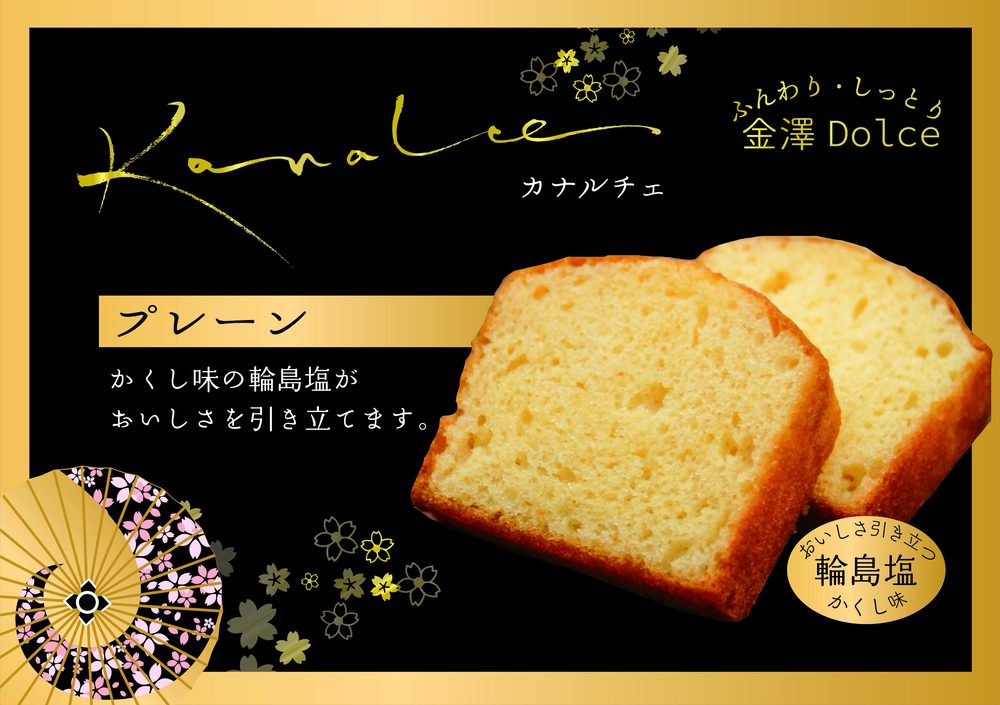 Kanalce
カナルチェ
ふんわり・しっとり
金澤 Dolce
プレーン
かくし味の輪島塩が
おいしさを引き立てます。
おいしさ引き立つ
輪島塩
かくし味